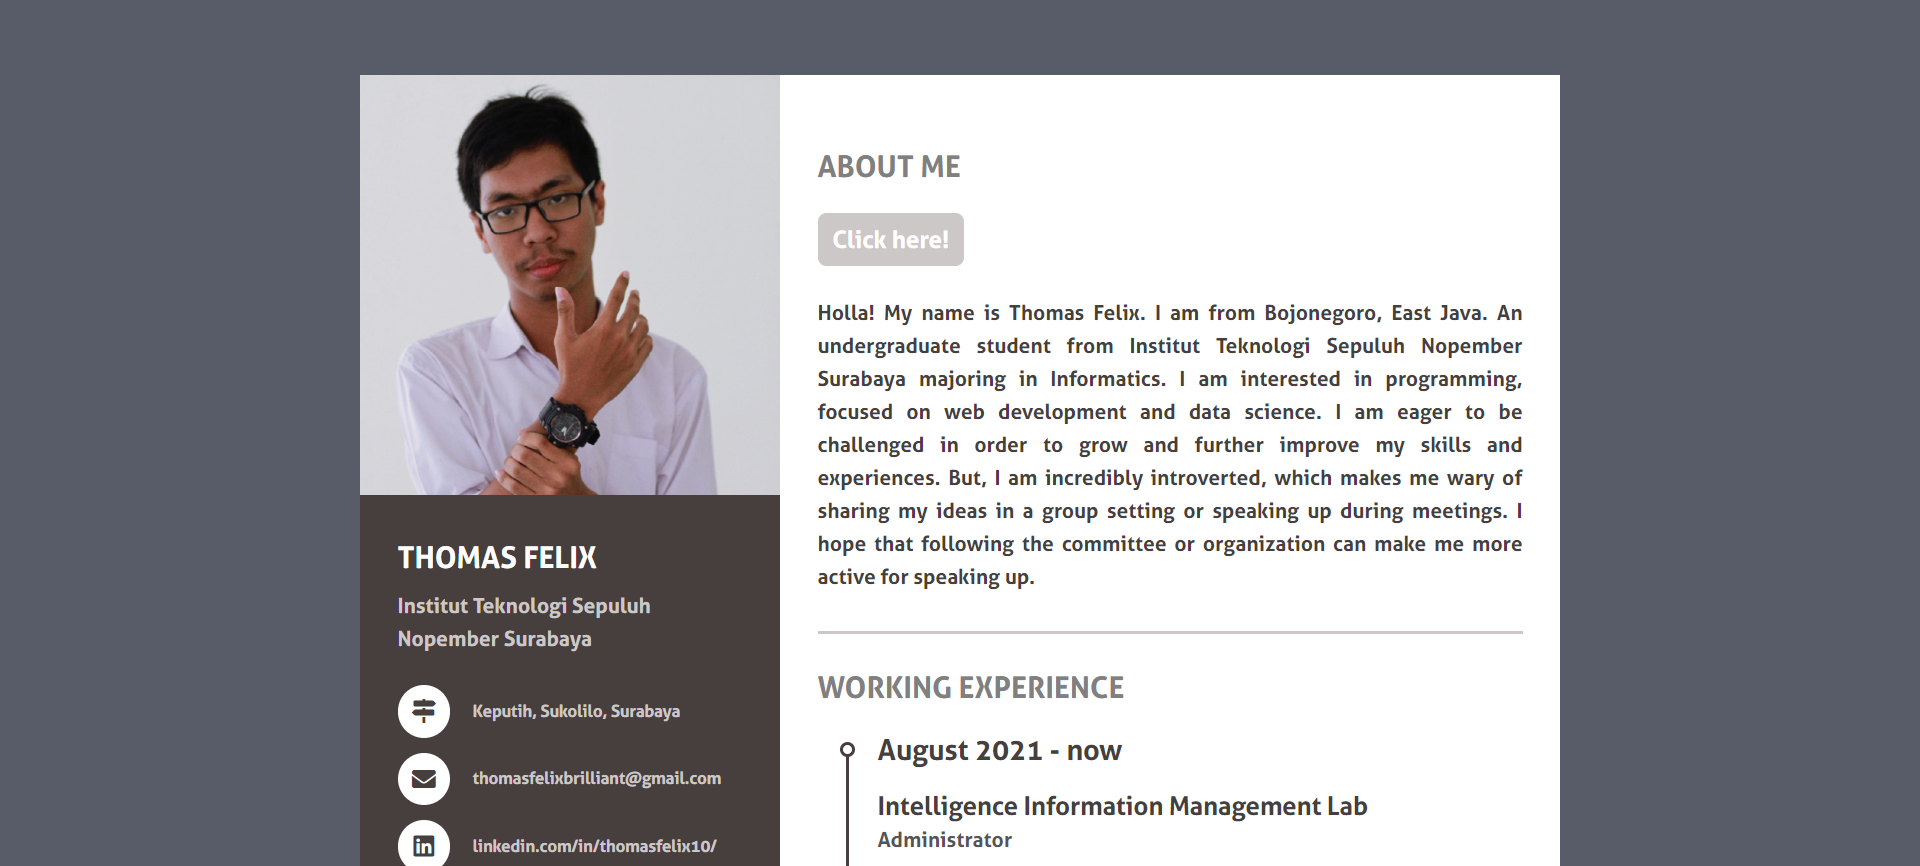 THOMAS FELIX
Institut Teknologi Sepuluh
Nopember Surabaya
Keputih, Sukolilo, Surabaya
thomasfelixbrilliant@gmail.com
linkedin.com/in/thomasfelix10/
ABOUT ME
Click here!
Holla! My name is Thomas Felix. I am from Bojonegoro, East Java. An
undergraduate student from Institut Teknologi Sepuluh Nopember
Surabaya majoring in Informatics. I am interested in programming,
focused on web development and data science. I am eager to be
challenged in order to grow and further improve my skills and
experiences. But, I am incredibly introverted, which makes me wary of
sharing my ideas in a group setting or speaking up during meetings. I
hope that following the committee or organization can make me more
active for speaking up.
WORKING EXPERIENCE
August 2021 - now
Intelligence Information Management Lab
Administrator